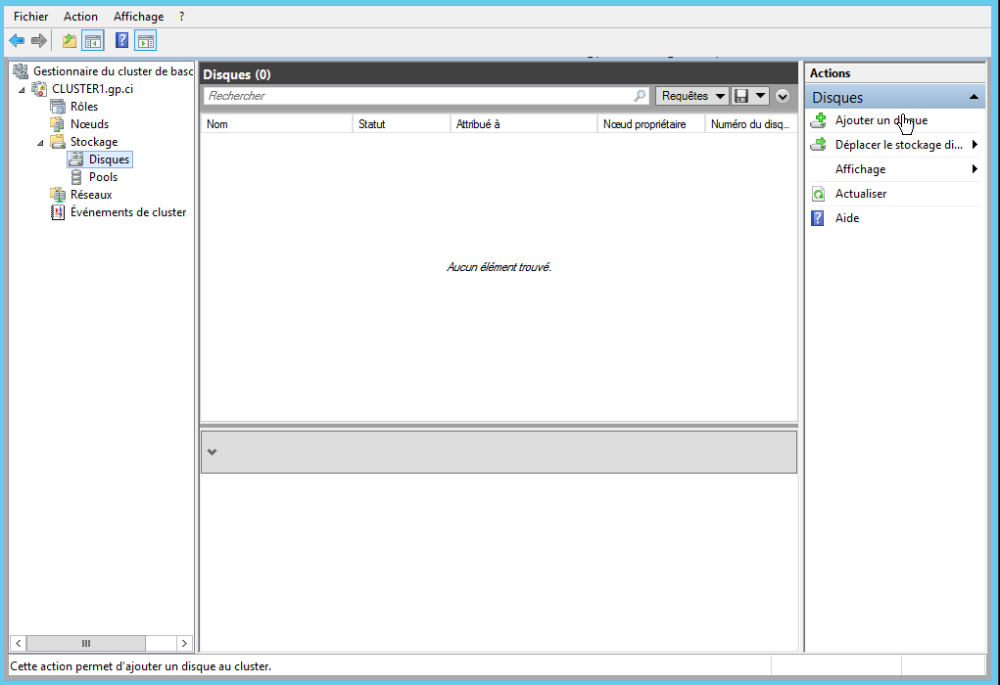 Fichier Action Affichage ?
Gestionnaire du cluster de basc
CLUSTER1.gp.ci
Rôles
Nœuds
Stockage
Disques
Pools
Réseaux
Événements de cluster
Disques (0)
Rechercher
Requêtes
Nom Statut Attribué à Nœud propriétaire Numéro du disq...
Aucun élément trouvé.
Actions
Disques
Ajouter un disque
Déplacer le stockage di...
Affichage
Actualiser
Aide
Cette action permet d'ajouter un disque au cluster.